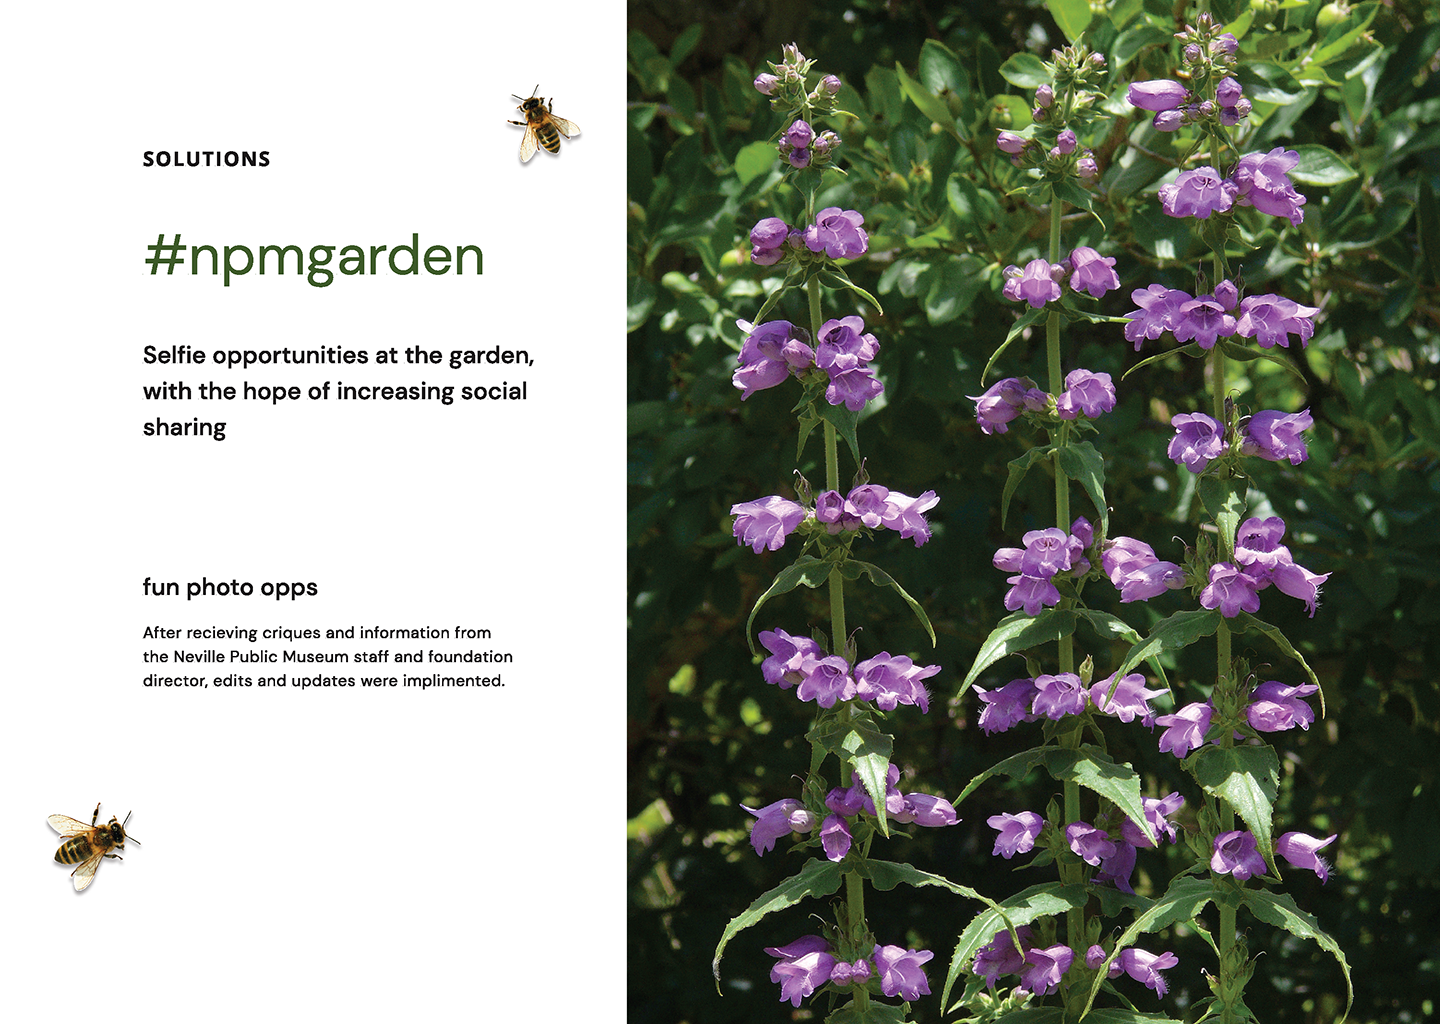 SOLUTIONS
#npmgarden
Selfie opportunities at the garden,
with the hope of increasing social
sharing
fun photo opps
After recieving criques and information from
the Neville Public Museum staff and foundation
director, edits and updates were implimented.